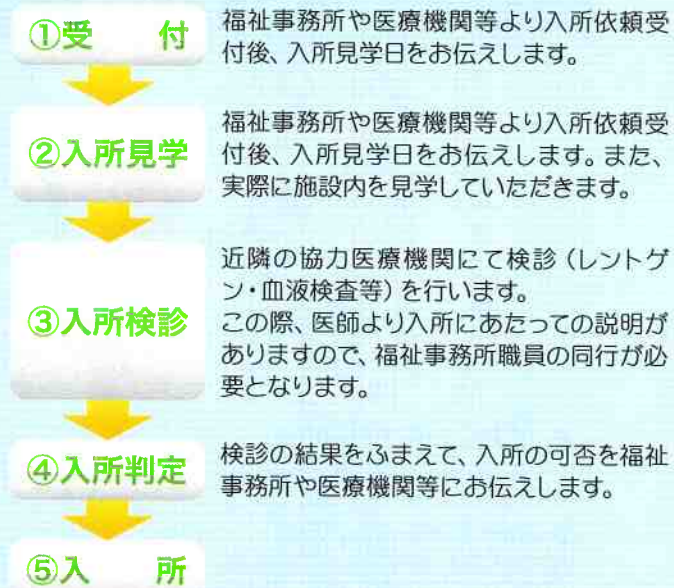 ①受　　付
福祉事務所や医療機関等より入所依頼受
付後、入所見学日をお伝えします。
②入所見学
福祉事務所や医療機関等より入所依頼受
付後、入所見学日をお伝えします。また、
実際に施設内を見学していただきます。
③入所検診
近隣の協力医療機関にて検診（レントゲ
ン・血液検査等）を行います。
この際、医師より入所にあたっての説明が
ありますので、福祉事務所職員の同行が必
要となります。
④入所判定
検診の結果をふまえて、入所の可否を福祉
事務所や医療機関等にお伝えします。
⑤入　　所